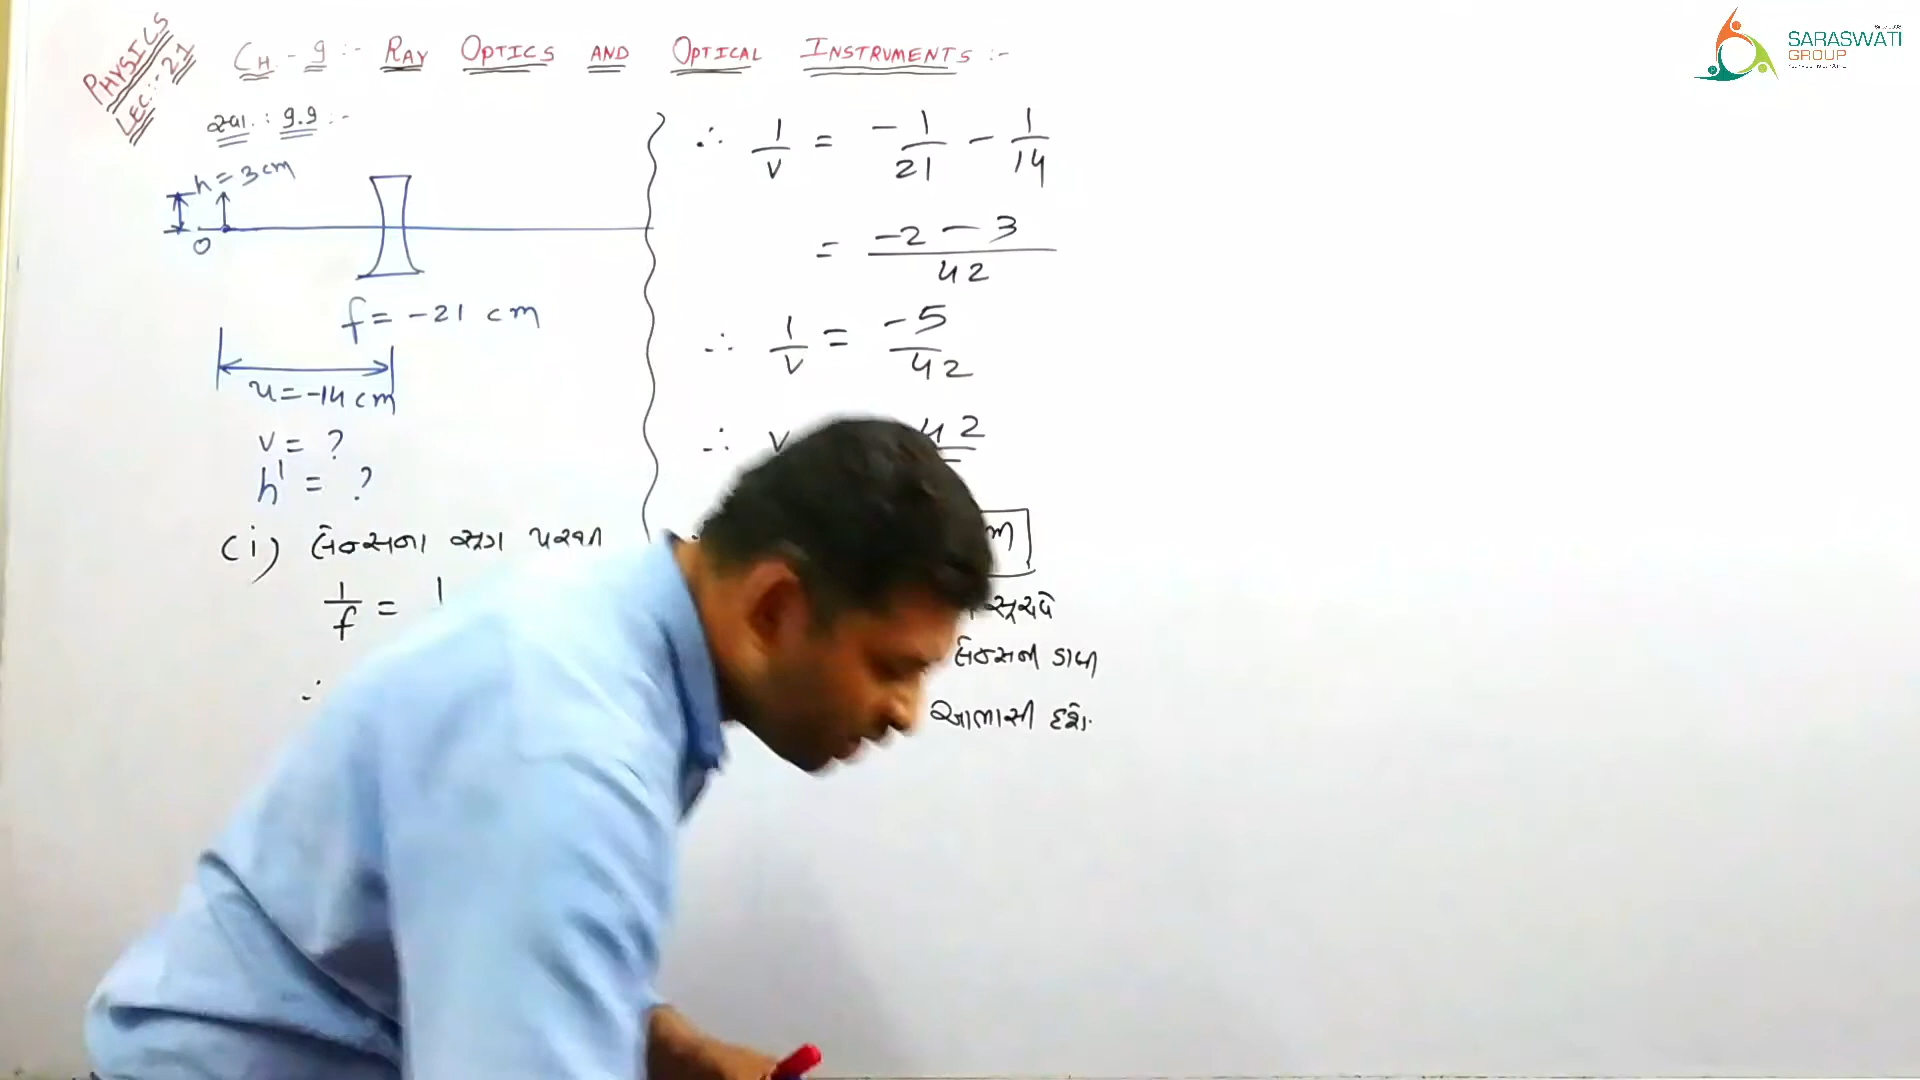 PHYSICS
LEC:-21
CH-9:- RAY OPTICS AND OPTICAL INSTRUMENTS:-
સ્વા.: 9.9:-
h = 3 cm
O
f = -21 cm
u = -14 cm
v = ?
h' = ?
(i) લેન્સના સૂત્ર પરથી
1/f = 1
∴
∴ 1/v = -1/21 - 1/14
= -2 - 3 / 42
∴ 1/v = -5/42
∴ v 42
m
સૂચવે
લેન્સની ડાબી
આભાસી હશે.
SARASWATI
GROUP